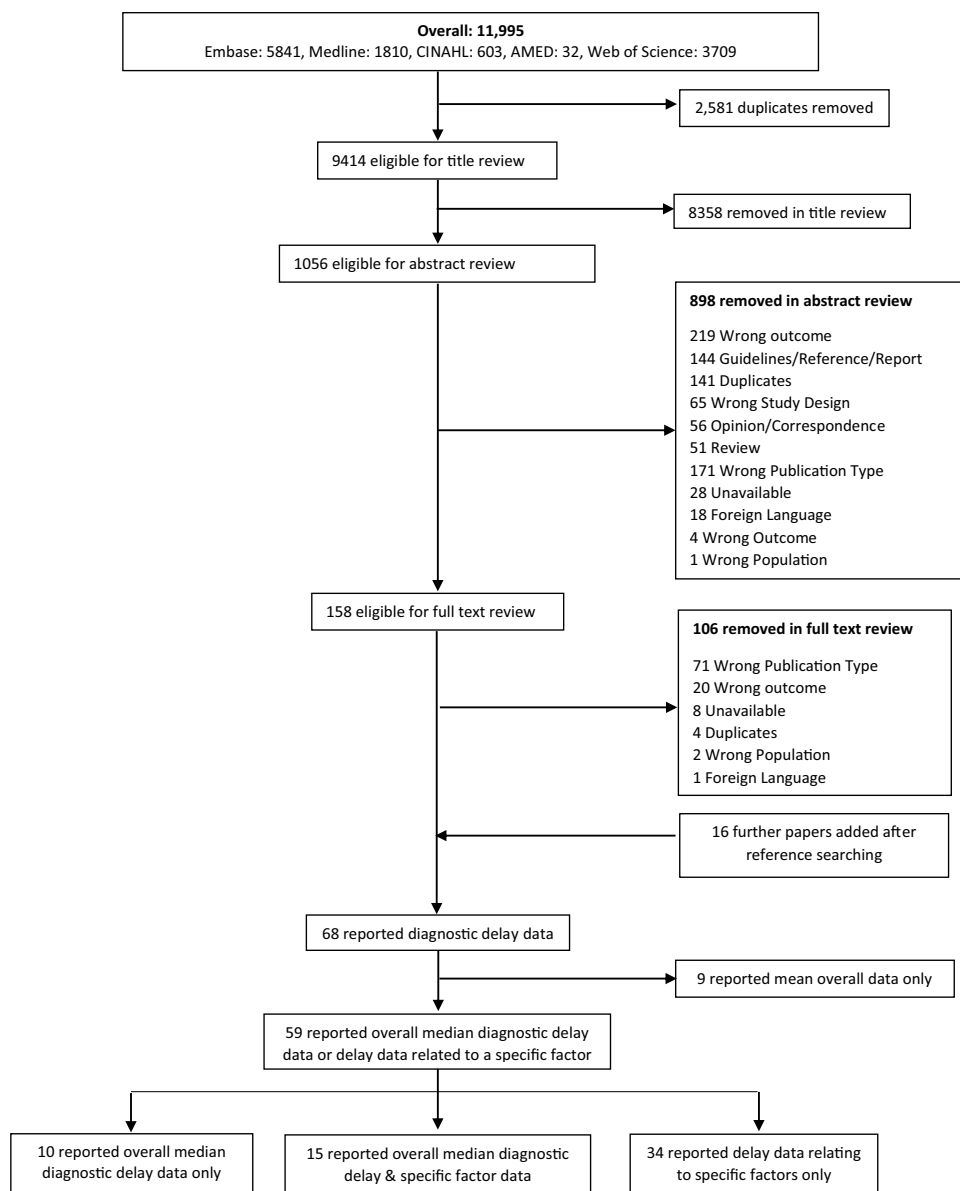 Overall: 11,995
Embase: 5841, Medline: 1810, CINAHL: 603, AMED: 32, Web of Science: 3709
2,581 duplicates removed
9414 eligible for title review
8358 removed in title review
1056 eligible for abstract review
898 removed in abstract review
219 Wrong outcome
144 Guidelines/Reference/Report
141 Duplicates
65 Wrong Study Design
56 Opinion/Correspondence
51 Review
171 Wrong Publication Type
28 Unavailable
18 Foreign Language
4 Wrong Outcome
1 Wrong Population
158 eligible for full text review
106 removed in full text review
71 Wrong Publication Type
20 Wrong outcome
8 Unavailable
4 Duplicates
2 Wrong Population
1 Foreign Language
16 further papers added after
reference searching
68 reported diagnostic delay data
9 reported mean overall data only
59 reported overall median diagnostic delay
data or delay data related to a specific factor
10 reported overall median
diagnostic delay data only
15 reported overall median diagnostic
delay & specific factor data
34 reported delay data relating
to specific factors only